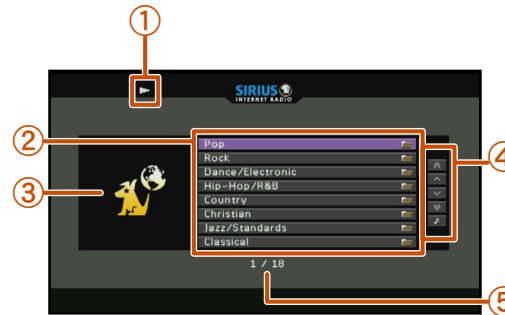 ①
SIRIUS
INTERNET RADIO
②
Pop
Rock
Dance/Electronic
Hip-Hop/R&B
Country
Christian
Jazz/Standards
Classical
③
④
1 / 18
⑤